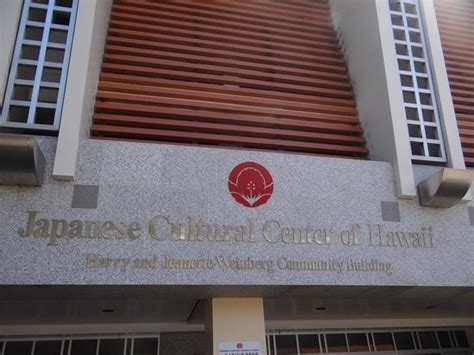 Japanese Cultural Center of Hawaii
Harry and Jeanette Weinberg Community Building